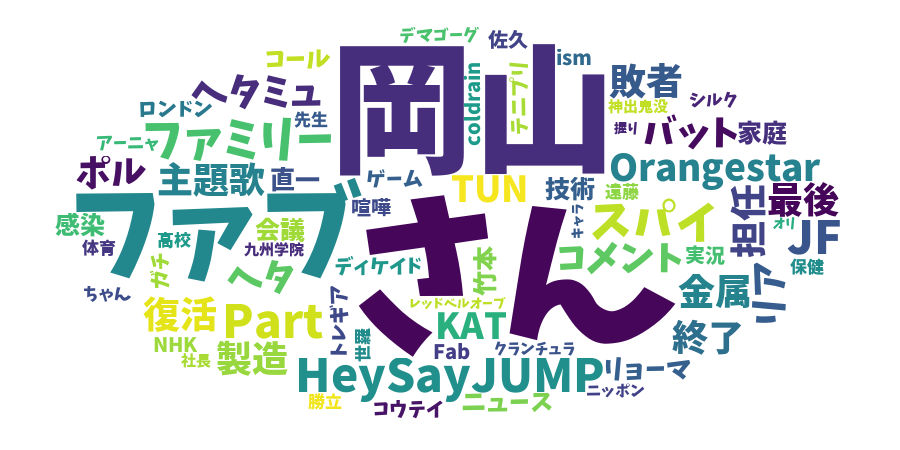 デマゴーグ
佐久
コール
岡山
ism
ヘタミュ
coldrain
テニプリ
敗者
ロンドン
先生
神出鬼没
シルク
アーニャ
ファミリー
握り
バット
家庭
ポル
主題歌
直一
ゲーム
TUN
技術
Orangestar
遠藤
最後
ファブ
さん
喧嘩
スパイ
担任
感染
会議
キャラ
オリ
JF
体育
高校
九州学院
コメント
実況
ガチ
ヘタ
ディケイド
竹本
保健
リア
ちゃん
金属
復活
Part
トレギア
レッドベルオーブ
KAT
終了
NHK
社長
製造
世羅
Fab
クランチュラ
HeySayJUMP
リョーマ
ニッポン
勝立
コウテイ
ニュース